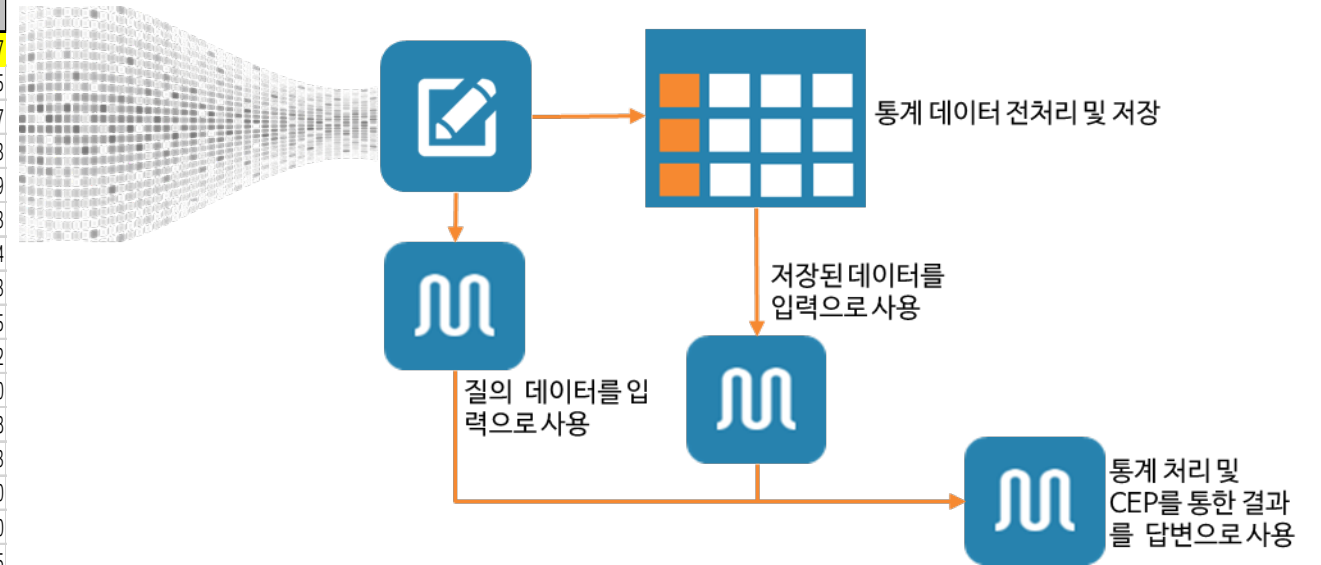 통계 데이터 전처리 및 저장
저장된 데이터를
입력으로 사용
질의 데이터를 입
력으로 사용
통계 처리 및
CEP를 통한 결과
를 답변으로 사용